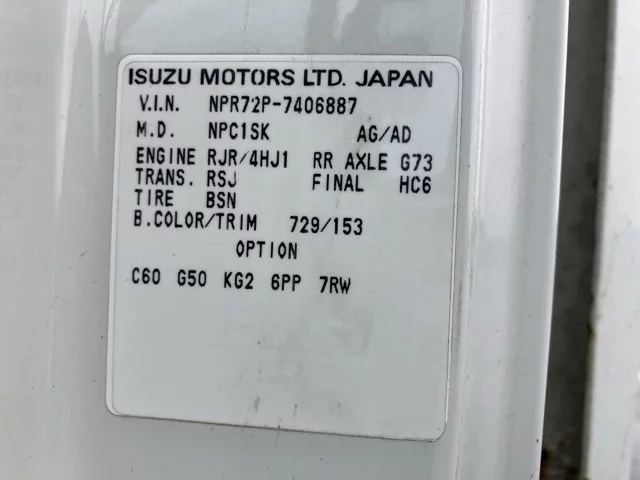 ISUZU MOTORS LTD. JAPAN
V.I.N. NPR72P-7406887
M.D. NPC1SK AG/AD
ENGINE RJR/4HJ1 RR AXLE G73
TRANS. RSJ FINAL HC6
TIRE BSN
B.COLOR/TRIM 729/153
OPTION
C60 G50 KG2 6PP 7RW